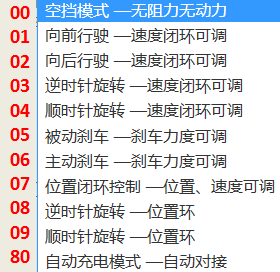 00 空挡模式 —无阻力无动力
01 向前行驶 —速度闭环可调
02 向后行驶 —速度闭环可调
03 逆时针旋转 —速度闭环可调
04 顺时针旋转 —速度闭环可调
05 被动刹车 —刹车力度可调
06 主动刹车 —刹车力度可调
07 位置闭环控制 —位置、速度可调
08 逆时针旋转 —位置环
09 顺时针旋转 —位置环
80 自动充电模式 —自动对接